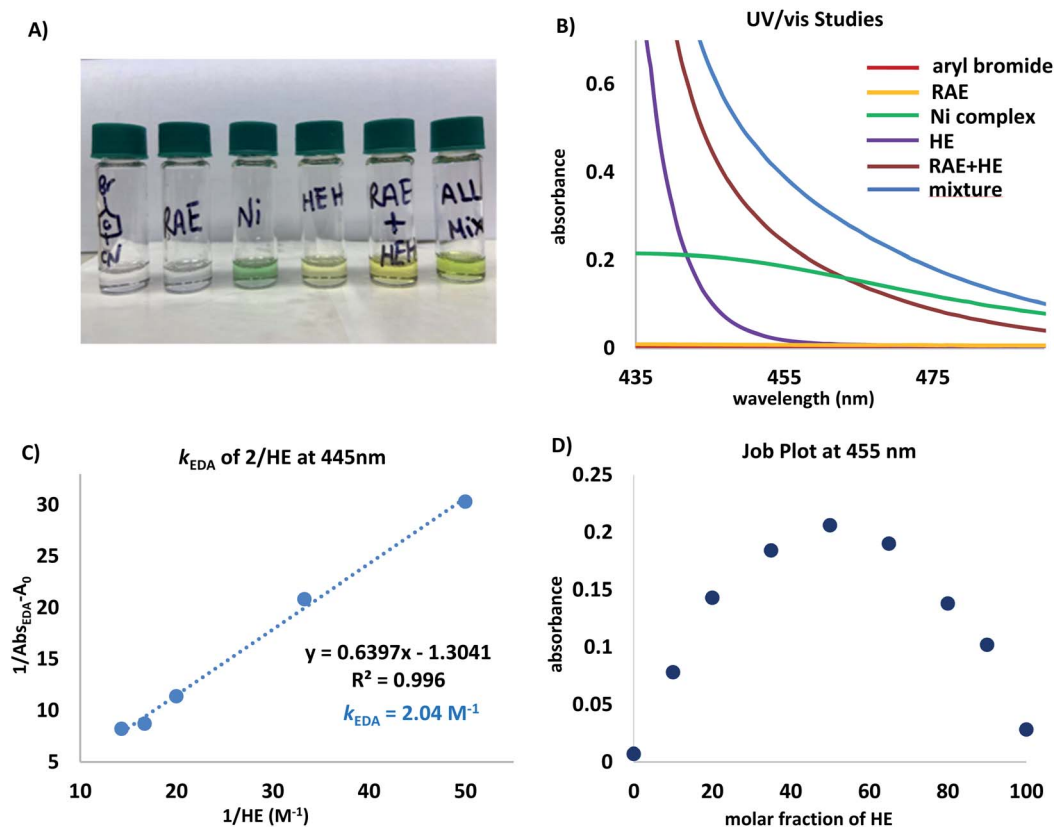 A)
Br
CN
RAE
Ni
HEH
RAE
+
HEH
ALL
Mix
B)
UV/vis Studies
absorbance
0.6
0.4
0.2
0
435
455
475
wavelength (nm)
aryl bromide
RAE
Ni complex
HE
RAE+HE
mixture
C)
kEDA of 2/HE at 445nm
1/AbsEDA-A0
30
25
20
15
10
5
10
20
30
40
50
1/HE (M⁻¹)
y = 0.6397x - 1.3041
R² = 0.996
kEDA = 2.04 M⁻¹
D)
Job Plot at 455 nm
absorbance
0.25
0.2
0.15
0.1
0.05
0
0
20
40
60
80
100
molar fraction of HE